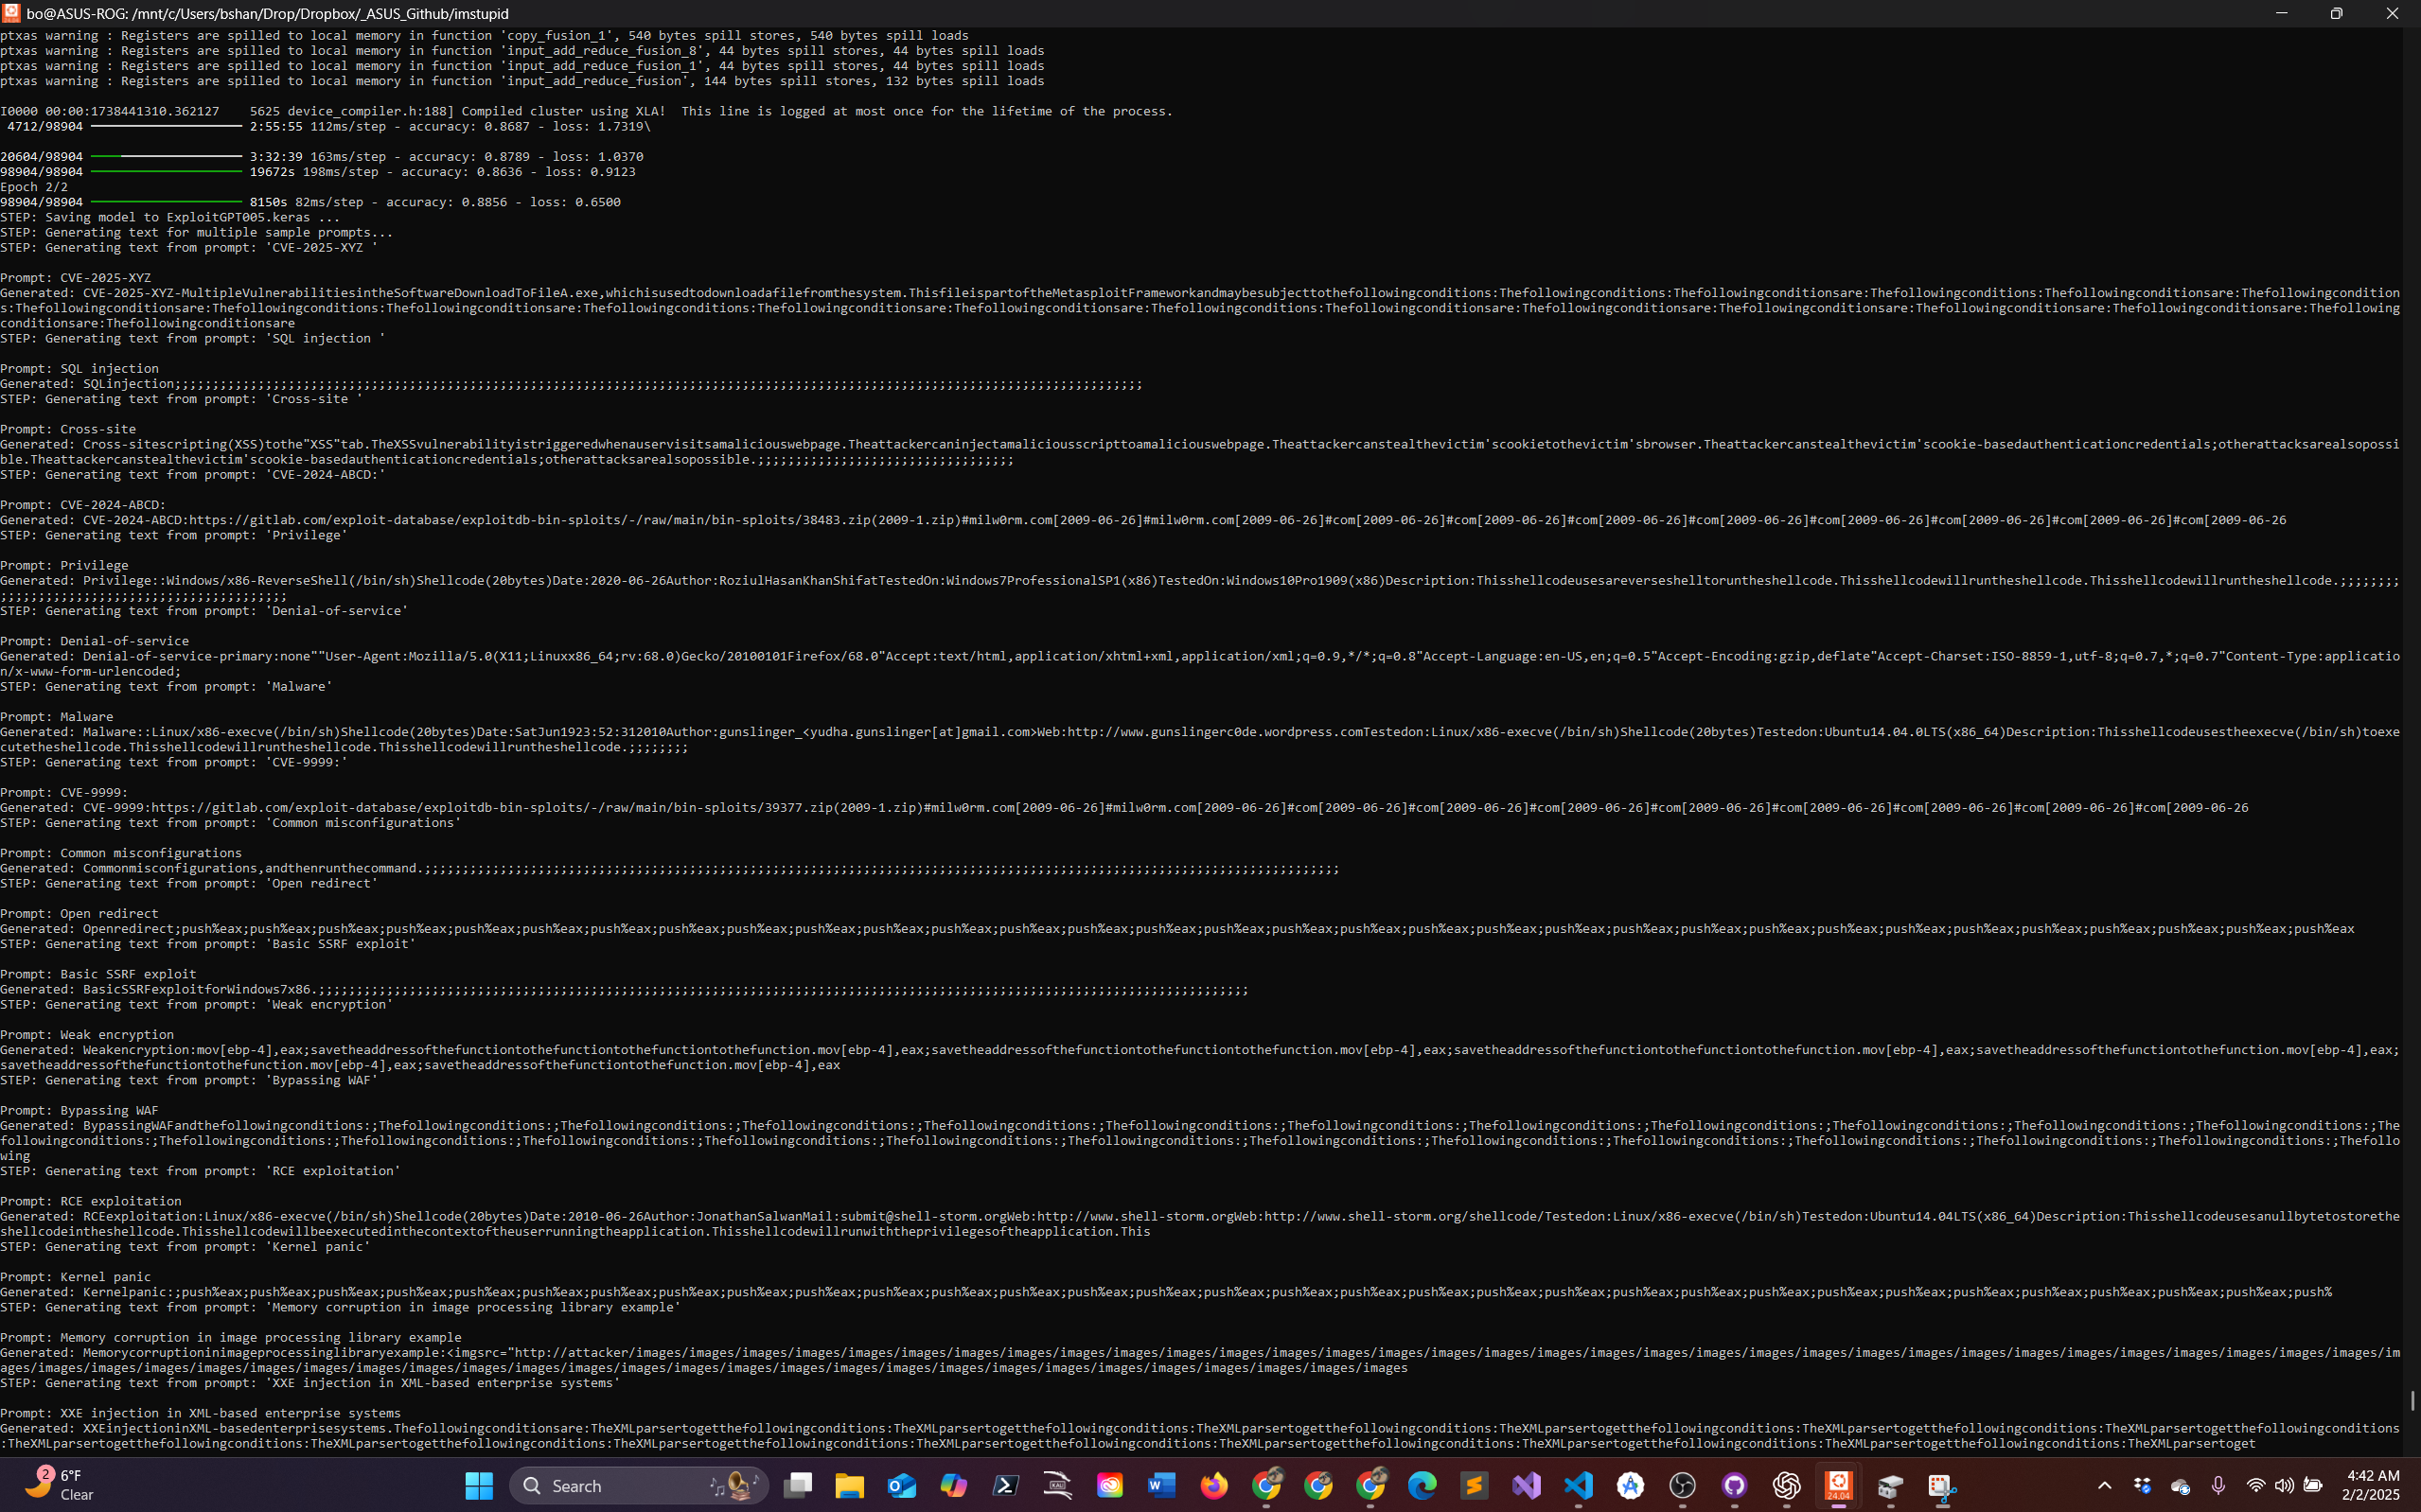 bo@ASUS-ROG: /mnt/c/Users/bshan/Drop/Dropbox/_ASUS_Github/imstupid
ptxas warning : Registers are spilled to local memory in function 'copy_fusion_1', 540 bytes spill stores, 540 bytes spill loads
ptxas warning : Registers are spilled to local memory in function 'input_add_reduce_fusion_8', 44 bytes spill stores, 44 bytes spill loads
ptxas warning : Registers are spilled to local memory in function 'input_add_reduce_fusion_1', 44 bytes spill stores, 44 bytes spill loads
ptxas warning : Registers are spilled to local memory in function 'input_add_reduce_fusion', 144 bytes spill stores, 132 bytes spill loads
I0000 00:00:1738441310.362127    5625 device_compiler.h:188] Compiled cluster using XLA!  This line is logged at most once for the lifetime of the process.
4712/98904 2:55:55 112ms/step - accuracy: 0.8687 - loss: 1.7319\
20604/98904 3:32:39 163ms/step - accuracy: 0.8789 - loss: 1.0370
98904/98904 19672s 198ms/step - accuracy: 0.8636 - loss: 0.9123
Epoch 2/2
98904/98904 8150s 82ms/step - accuracy: 0.8856 - loss: 0.6500
STEP: Saving model to ExploitGPT005.keras ...
STEP: Generating text for multiple sample prompts...
STEP: Generating text from prompt: 'CVE-2025-XYZ '
Prompt: CVE-2025-XYZ
Generated: CVE-2025-XYZ-MultipleVulnerabilitiesintheSoftwareDownloadToFileA.exe,whichisusedtodownloadafilefromthesystem.ThisfileispartoftheMetasploitFrameworkandmaybesubjecttothefollowingconditions:Thefollowingconditions:Thefollowingconditionsare:Thefollowingconditions:Thefollowingconditionsare:Thefollowingcondition
s:Thefollowingconditionsare:Thefollowingconditions:Thefollowingconditionsare:Thefollowingconditions:Thefollowingconditionsare:Thefollowingconditionsare:Thefollowingconditions:Thefollowingconditionsare:Thefollowingconditionsare:Thefollowingconditionsare:Thefollowingconditionsare:Thefollowing
conditionsare:Thefollowingconditionsare
STEP: Generating text from prompt: 'SQL injection '
Prompt: SQL injection
Generated: SQLinjection;;;;;;;;;;;;;;;;;;;;;;;;;;;;;;;;;;;;;;;;;;;;;;;;;;;;;;;;;;;;;;;;;;;;;;;;;;;;;;;;;;;;;;;;;;;;;;;;;;;;;;;;;;;;;;;;;;;;;;;;;;;;;;;;
STEP: Generating text from prompt: 'Cross-site '
Prompt: Cross-site
Generated: Cross-sitescripting(XSS)tothe"XSS"tab.TheXSSvulnerabilityistriggeredwhenauservisitsamaliciouswebpage.Theattackercaninjectamaliciousscripttoamaliciouswebpage.Theattackercanstealthevictim'scookietothevictim'sbrowser.Theattackercanstealthevictim'scookie-basedauthenticationcredentials;otherattacksarealsopossi
ble.Theattackercanstealthevictim'scookie-basedauthenticationcredentials;otherattacksarealsopossible.;;;;;;;;;;;;;;;;;;;;;;;;;;;;;;;;;;
STEP: Generating text from prompt: 'CVE-2024-ABCD:'
Prompt: CVE-2024-ABCD:
Generated: CVE-2024-ABCD:https://gitlab.com/exploit-database/exploitdb-bin-sploits/-/raw/main/bin-sploits/38483.zip(2009-1.zip)#milw0rm.com[2009-06-26]#milw0rm.com[2009-06-26]#com[2009-06-26]#com[2009-06-26]#com[2009-06-26]#com[2009-06-26]#com[2009-06-26]#com[2009-06-26]#com[2009-06-26]#com[2009-06-26
STEP: Generating text from prompt: 'Privilege'
Prompt: Privilege
Generated: Privilege::Windows/x86-ReverseShell(/bin/sh)Shellcode(20bytes)Date:2020-06-26Author:RoziulHasanKhanShifatTestedOn:Windows7ProfessionalSP1(x86)TestedOn:Windows10Pro1909(x86)Description:Thisshellcodeusesareverseshelltoruntheshellcode.Thisshellcodewillruntheshellcode.Thisshellcodewillruntheshellcode.;;;;;;;;
;;;;;;;;;;;;;;;;;;;;;;;;;;;;;;;;;;;;;;
STEP: Generating text from prompt: 'Denial-of-service'
Prompt: Denial-of-service
Generated: Denial-of-service-primary:none""User-Agent:Mozilla/5.0(X11;Linuxx86_64;rv:68.0)Gecko/20100101Firefox/68.0"Accept:text/html,application/xhtml+xml,application/xml;q=0.9,*/*;q=0.8"Accept-Language:en-US,en;q=0.5"Accept-Encoding:gzip,deflate"Accept-Charset:ISO-8859-1,utf-8;q=0.7,*;q=0.7"Content-Type:applicatio
n/x-www-form-urlencoded;
STEP: Generating text from prompt: 'Malware'
Prompt: Malware
Generated: Malware::Linux/x86-execve(/bin/sh)Shellcode(20bytes)Date:SatJun1923:52:312010Author:gunslinger_<yudha.gunslinger[at]gmail.com>Web:http://www.gunslingerc0de.wordpress.comTestedon:Linux/x86-execve(/bin/sh)Shellcode(20bytes)Testedon:Ubuntu14.04.0LTS(x86_64)Description:Thisshellcodeusestheexecve(/bin/sh)toexe
cutetheshellcode.Thisshellcodewillruntheshellcode.Thisshellcodewillruntheshellcode.;;;;;;;;
STEP: Generating text from prompt: 'CVE-9999:'
Prompt: CVE-9999:
Generated: CVE-9999:https://gitlab.com/exploit-database/exploitdb-bin-sploits/-/raw/main/bin-sploits/39377.zip(2009-1.zip)#milw0rm.com[2009-06-26]#milw0rm.com[2009-06-26]#com[2009-06-26]#com[2009-06-26]#com[2009-06-26]#com[2009-06-26]#com[2009-06-26]#com[2009-06-26]#com[2009-06-26]#com[2009-06-26
STEP: Generating text from prompt: 'Common misconfigurations'
Prompt: Common misconfigurations
Generated: Commonmisconfigurations,andthenrunthecommand.;;;;;;;;;;;;;;;;;;;;;;;;;;;;;;;;;;;;;;;;;;;;;;;;;;;;;;;;;;;;;;;;;;;;;;;;;;;;;;;;;;;;;;;;;;;;;;;;;;;;;;;;;;;;;;;;;;;;;;;;;
STEP: Generating text from prompt: 'Open redirect'
Prompt: Open redirect
Generated: Openredirect;push%eax;push%eax;push%eax;push%eax;push%eax;push%eax;push%eax;push%eax;push%eax;push%eax;push%eax;push%eax;push%eax;push%eax;push%eax;push%eax;push%eax;push%eax;push%eax;push%eax;push%eax;push%eax;push%eax;push%eax;push%eax;push%eax;push%eax;push%eax;push%eax;push%eax;push%eax;push%eax
STEP: Generating text from prompt: 'Basic SSRF exploit'
Prompt: Basic SSRF exploit
Generated: BasicSSRFexploitforWindows7x86.;;;;;;;;;;;;;;;;;;;;;;;;;;;;;;;;;;;;;;;;;;;;;;;;;;;;;;;;;;;;;;;;;;;;;;;;;;;;;;;;;;;;;;;;;;;;;;;;;;;;;;;;;;;;;;;;;;;;;;;;;;;
STEP: Generating text from prompt: 'Weak encryption'
Prompt: Weak encryption
Generated: Weakencryption:mov[ebp-4],eax;savetheaddressofthefunctiontothefunctiontothefunctiontothefunction.mov[ebp-4],eax;savetheaddressofthefunctiontothefunctiontothefunction.mov[ebp-4],eax;savetheaddressofthefunctiontothefunctiontothefunction.mov[ebp-4],eax;savetheaddressofthefunctiontothefunction.mov[ebp-4],eax;
savetheaddressofthefunctiontothefunction.mov[ebp-4],eax;savetheaddressofthefunctiontothefunction.mov[ebp-4],eax
STEP: Generating text from prompt: 'Bypassing WAF'
Prompt: Bypassing WAF
Generated: BypassingWAFandthefollowingconditions:;Thefollowingconditions:;Thefollowingconditions:;Thefollowingconditions:;Thefollowingconditions:;Thefollowingconditions:;Thefollowingconditions:;Thefollowingconditions:;Thefollowingconditions:;Thefollowingconditions:;Thefollowingconditions:;Thefollowingconditions:;The
followingconditions:;Thefollowingconditions:;Thefollowingconditions:;Thefollowingconditions:;Thefollowingconditions:;Thefollowingconditions:;Thefollowingconditions:;Thefollowingconditions:;Thefollowingconditions:;Thefollowingconditions:;Thefollowingconditions:;Thefollowingconditions:;Thefollowingconditions:;Thefollo
wing
STEP: Generating text from prompt: 'RCE exploitation'
Prompt: RCE exploitation
Generated: RCEexploitation:Linux/x86-execve(/bin/sh)Shellcode(20bytes)Date:2010-06-26Author:JonathanSalwanMail:submit@shell-storm.orgWeb:http://www.shell-storm.orgWeb:http://www.shell-storm.org/shellcode/Testedon:Linux/x86-execve(/bin/sh)Testedon:Ubuntu14.04LTS(x86_64)Description:Thisshellcodeusesanullbytetostorethe
shellcodeintheshellcode.Thisshellcodewillbeexecutedinthecontextoftheuserrunningtheapplication.Thisshellcodewillrunwiththeprivilegesoftheapplication.This
STEP: Generating text from prompt: 'Kernel panic'
Prompt: Kernel panic
Generated: Kernelpanic:;push%eax;push%eax;push%eax;push%eax;push%eax;push%eax;push%eax;push%eax;push%eax;push%eax;push%eax;push%eax;push%eax;push%eax;push%eax;push%eax;push%eax;push%eax;push%eax;push%eax;push%eax;push%eax;push%eax;push%eax;push%eax;push%eax;push%eax;push%eax;push%eax;push%eax;push%eax;push%
STEP: Generating text from prompt: 'Memory corruption in image processing library example'
Prompt: Memory corruption in image processing library example
Generated: Memorycorruptioninimageprocessinglibraryexample:<imgsrc="http://attacker/images/images/images/images/images/images/images/images/images/images/images/images/images/images/images/images/images/images/images/images/images/images/images/images/images/images/images/images/images/images/images/images/images/im
ages/images/images/images/images/images/images/images/images/images/images/images/images/images/images/images/images/images/images/images/images/images/images/images/images/images/images
STEP: Generating text from prompt: 'XXE injection in XML-based enterprise systems'
Prompt: XXE injection in XML-based enterprise systems
Generated: XXEinjectioninXML-basedenterprisesystems.Thefollowingconditionsare:TheXMLparsertogetthefollowingconditions:TheXMLparsertogetthefollowingconditions:TheXMLparsertogetthefollowingconditions:TheXMLparsertogetthefollowingconditions:TheXMLparsertogetthefollowingconditions:TheXMLparsertogetthefollowingconditions
:TheXMLparsertogetthefollowingconditions:TheXMLparsertogetthefollowingconditions:TheXMLparsertogetthefollowingconditions:TheXMLparsertogetthefollowingconditions:TheXMLparsertogetthefollowingconditions:TheXMLparsertogetthefollowingconditions:TheXMLparsertogetthefollowingconditions:TheXMLparsertoget
2
6°F
Clear
Search
24.04
4:42 AM
2/2/2025